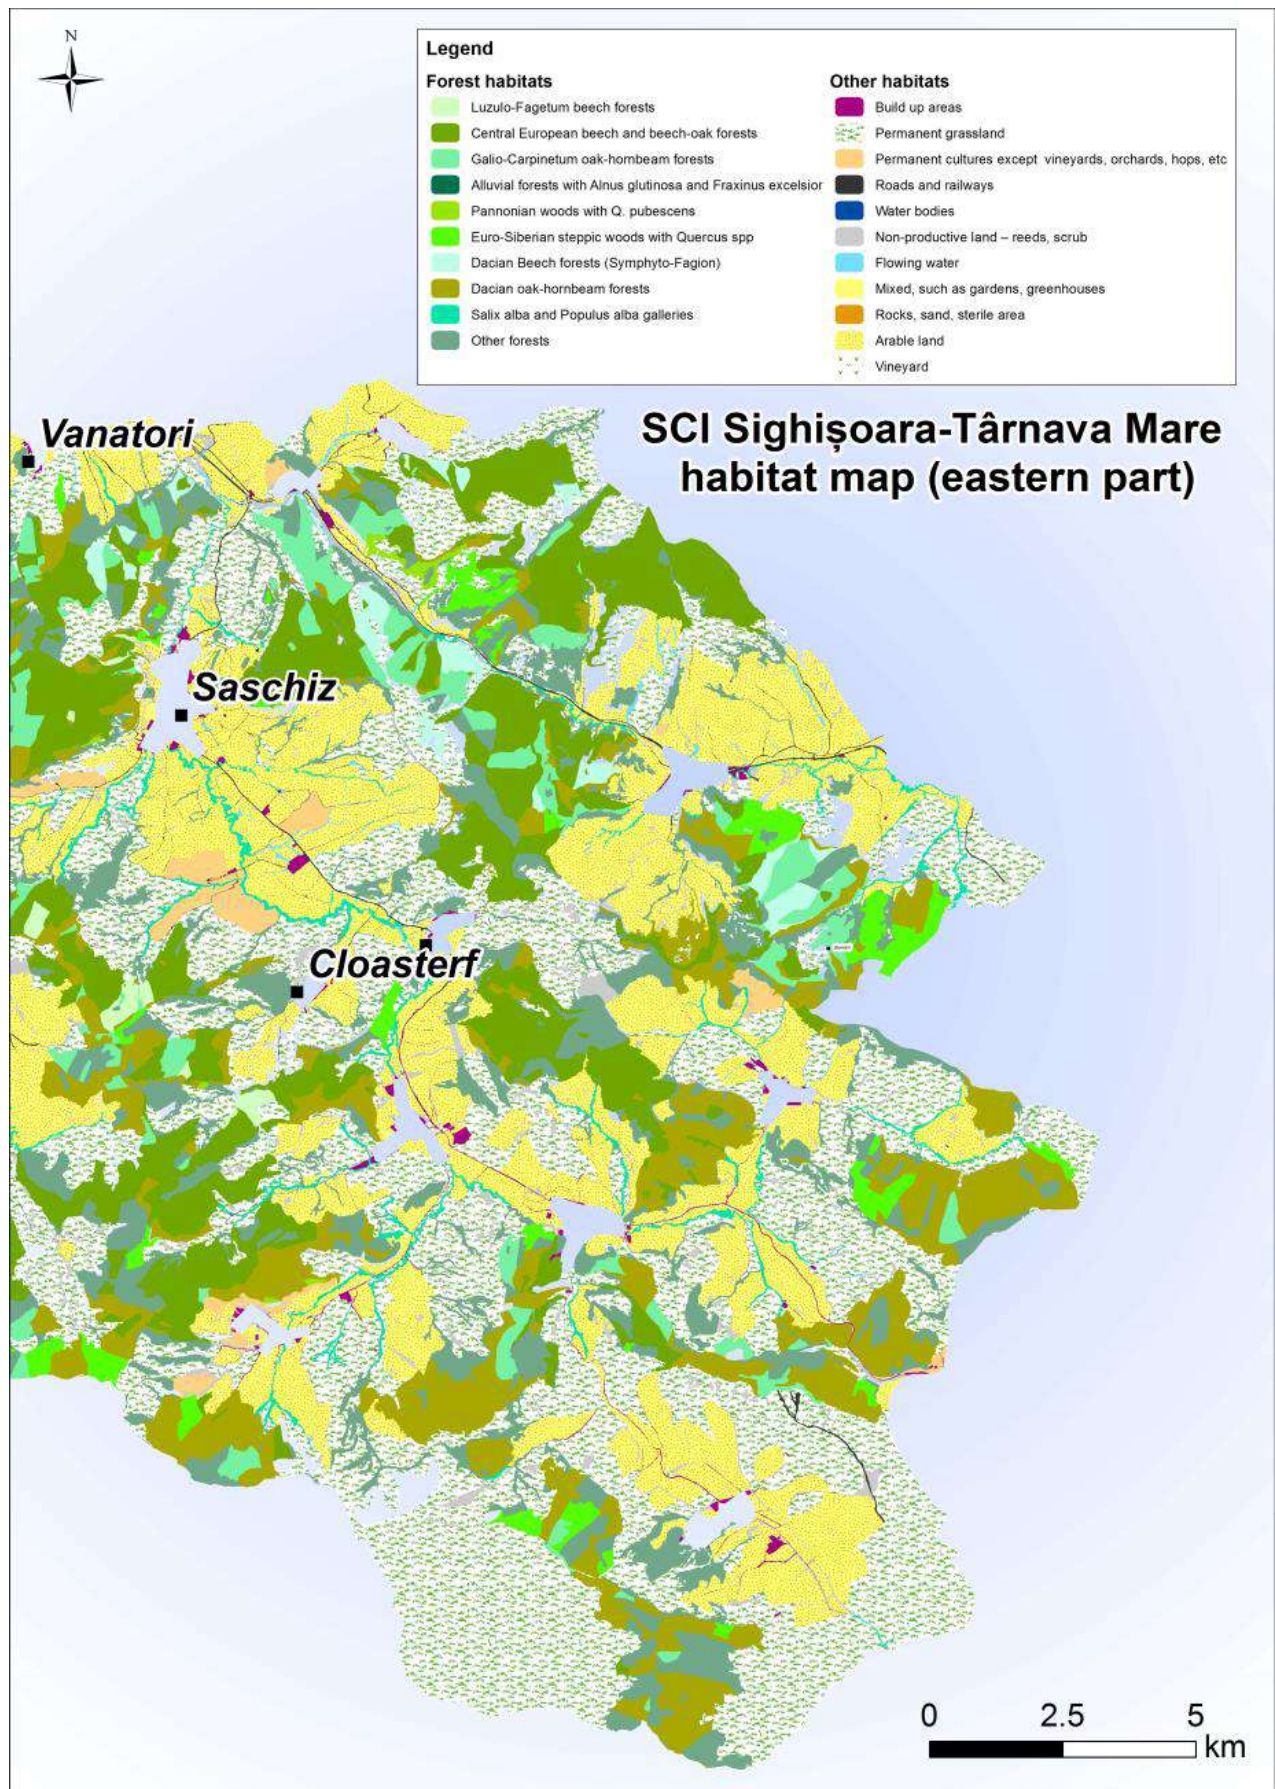 N
Legend
Forest habitats
Luzulo-Fagetum beech forests
Central European beech and beech-oak forests
Galio-Carpinetum oak-hornbeam forests
Alluvial forests with Alnus glutinosa and Fraxinus excelsior
Pannonian woods with Q. pubescens
Euro-Siberian steppic woods with Quercus spp
Dacian Beech forests (Symphyto-Fagion)
Dacian oak-hornbeam forests
Salix alba and Populus alba galleries
Other forests
Other habitats
Build up areas
Permanent grassland
Permanent cultures except vineyards, orchards, hops, etc
Roads and railways
Water bodies
Non-productive land – reeds, scrub
Flowing water
Mixed, such as gardens, greenhouses
Rocks, sand, sterile area
Arable land
Vineyard
SCI Sighișoara-Târnava Mare
habitat map (eastern part)
Vanatori
Saschiz
Cloasterf
0 2.5 5
km